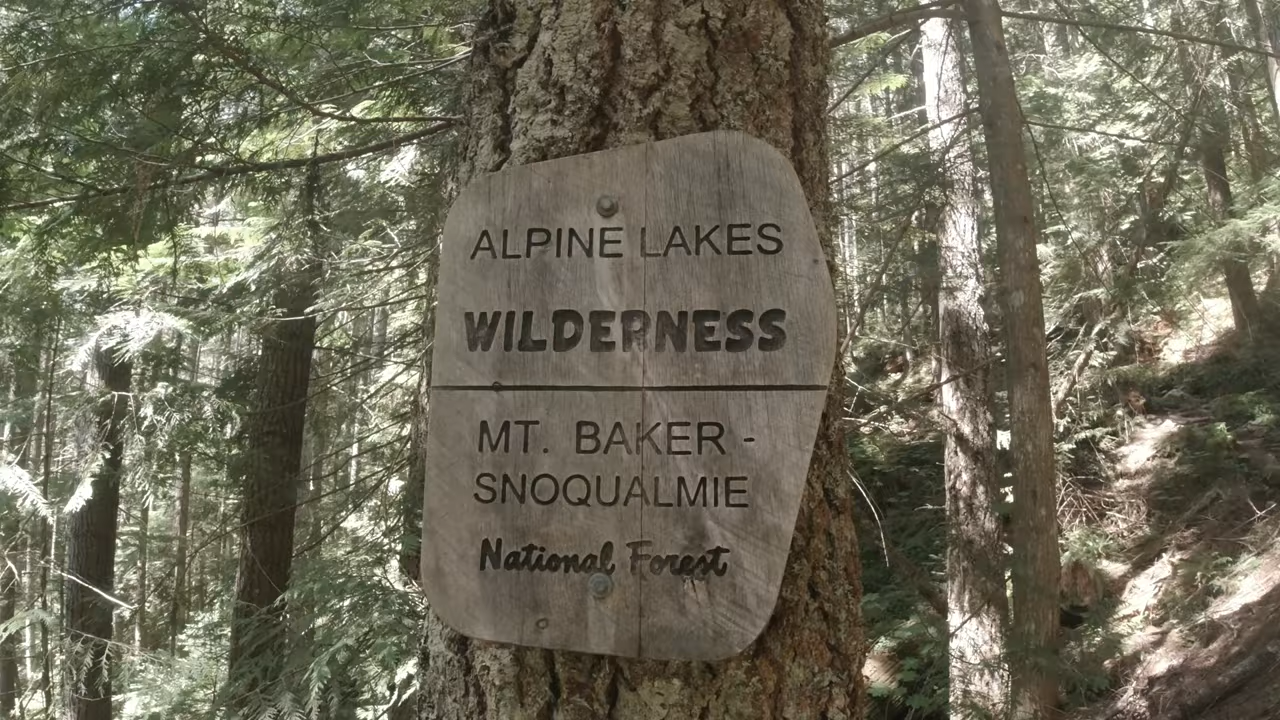 ALPINE LAKES
WILDERNESS
MT. BAKER -
SNOQUALMIE
National Forest